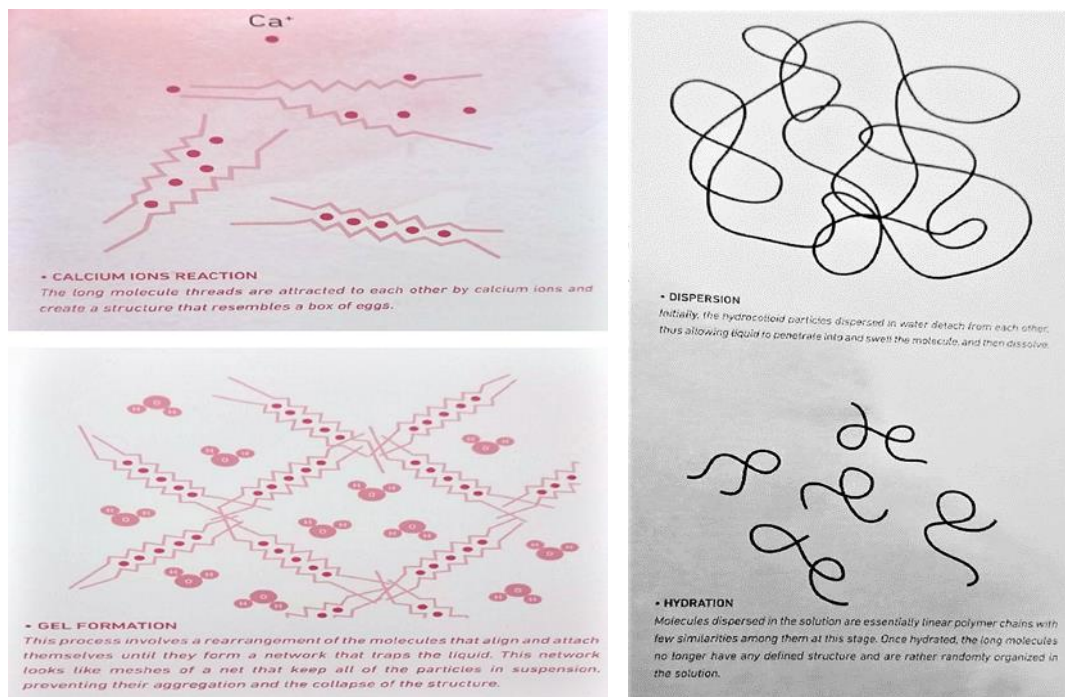 Ca⁺
• CALCIUM IONS REACTION
The long molecule threads are attracted to each other by calcium ions and
create a structure that resembles a box of eggs.
H O H
H O H
H O H
H O H
H O H
H O H
H O H
H O H
H O H
H O H
• GEL FORMATION
This process involves a rearrangement of the molecules that align and attach
themselves until they form a network that traps the liquid. This network
looks like meshes of a net that keep all of the particles in suspension,
preventing their aggregation and the collapse of the structure.
• DISPERSION
Initially, the hydrocolloid particles dispersed in water detach from each other,
thus allowing liquid to penetrate into and swell the molecule, and then dissolve.
• HYDRATION
Molecules dispersed in the solution are essentially linear polymer chains with
few similarities among them at this stage. Once hydrated, the long molecules
no longer have any defined structure and are rather randomly organized in
the solution.